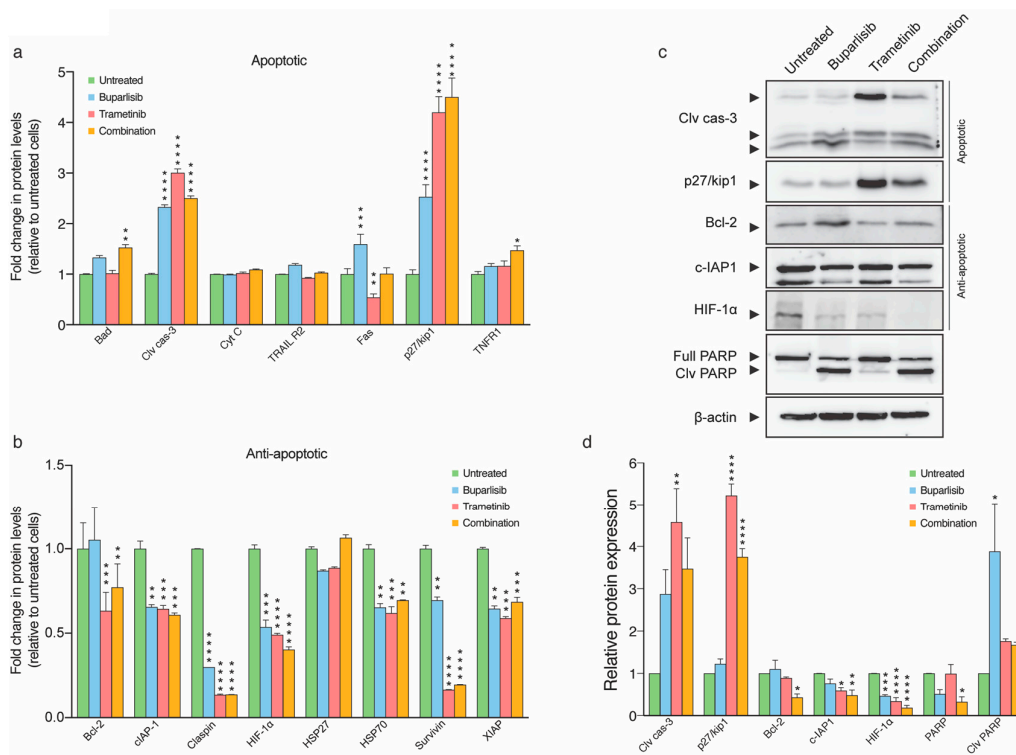 a
Apoptotic
Fold change in protein levels
(relative to untreated cells)
5
4
3
2
1
0
Untreated
Buparlisib
Trametinib
Combination
* *
* * * *
* * * *
* * * *
* * *
* *
* * * *
* * * *
* * * *
*
Bad
Clv cas-3
Cyt C
TRAIL R2
Fas
p27/kip1
TNFR1
b
Anti-apoptotic
Fold change in protein levels
(relative to untreated cells)
1.5
1.0
0.5
0.0
Untreated
Buparlisib
Trametinib
Combination
* * *
* *
* *
* * *
* * *
* * * *
* * * *
* * * *
* * *
* * * *
* * * *
* * *
* * *
* *
* *
* * * *
* * * *
* * *
* * *
* * *
Bcl-2
cIAP-1
Claspin
HIF-1α
HSP27
HSP70
Survivin
XIAP
c
Untreated
Buparlisib
Trametinib
Combination
Clv cas-3
p27/kip1
Bcl-2
c-IAP1
HIF-1α
Full PARP
Clv PARP
β-actin
Apoptotic
Anti-apoptotic
d
Relative protein expression
6
5
4
3
2
1
0
Untreated
Buparlisib
Trametinib
Combination
* *
* * * *
* * * *
*
*
* *
* * *
* * * *
* * * *
*
*
Clv cas-3
p27/kip1
Bcl-2
c-IAP1
HIF-1α
PARP
Clv PARP